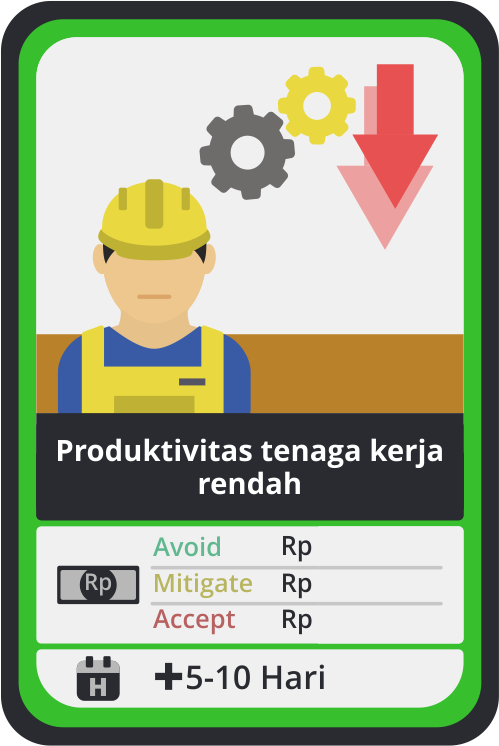 Produktivitas tenaga kerja
rendah
Avoid Rp
Rp Mitigate Rp
Accept Rp
H +5-10 Hari